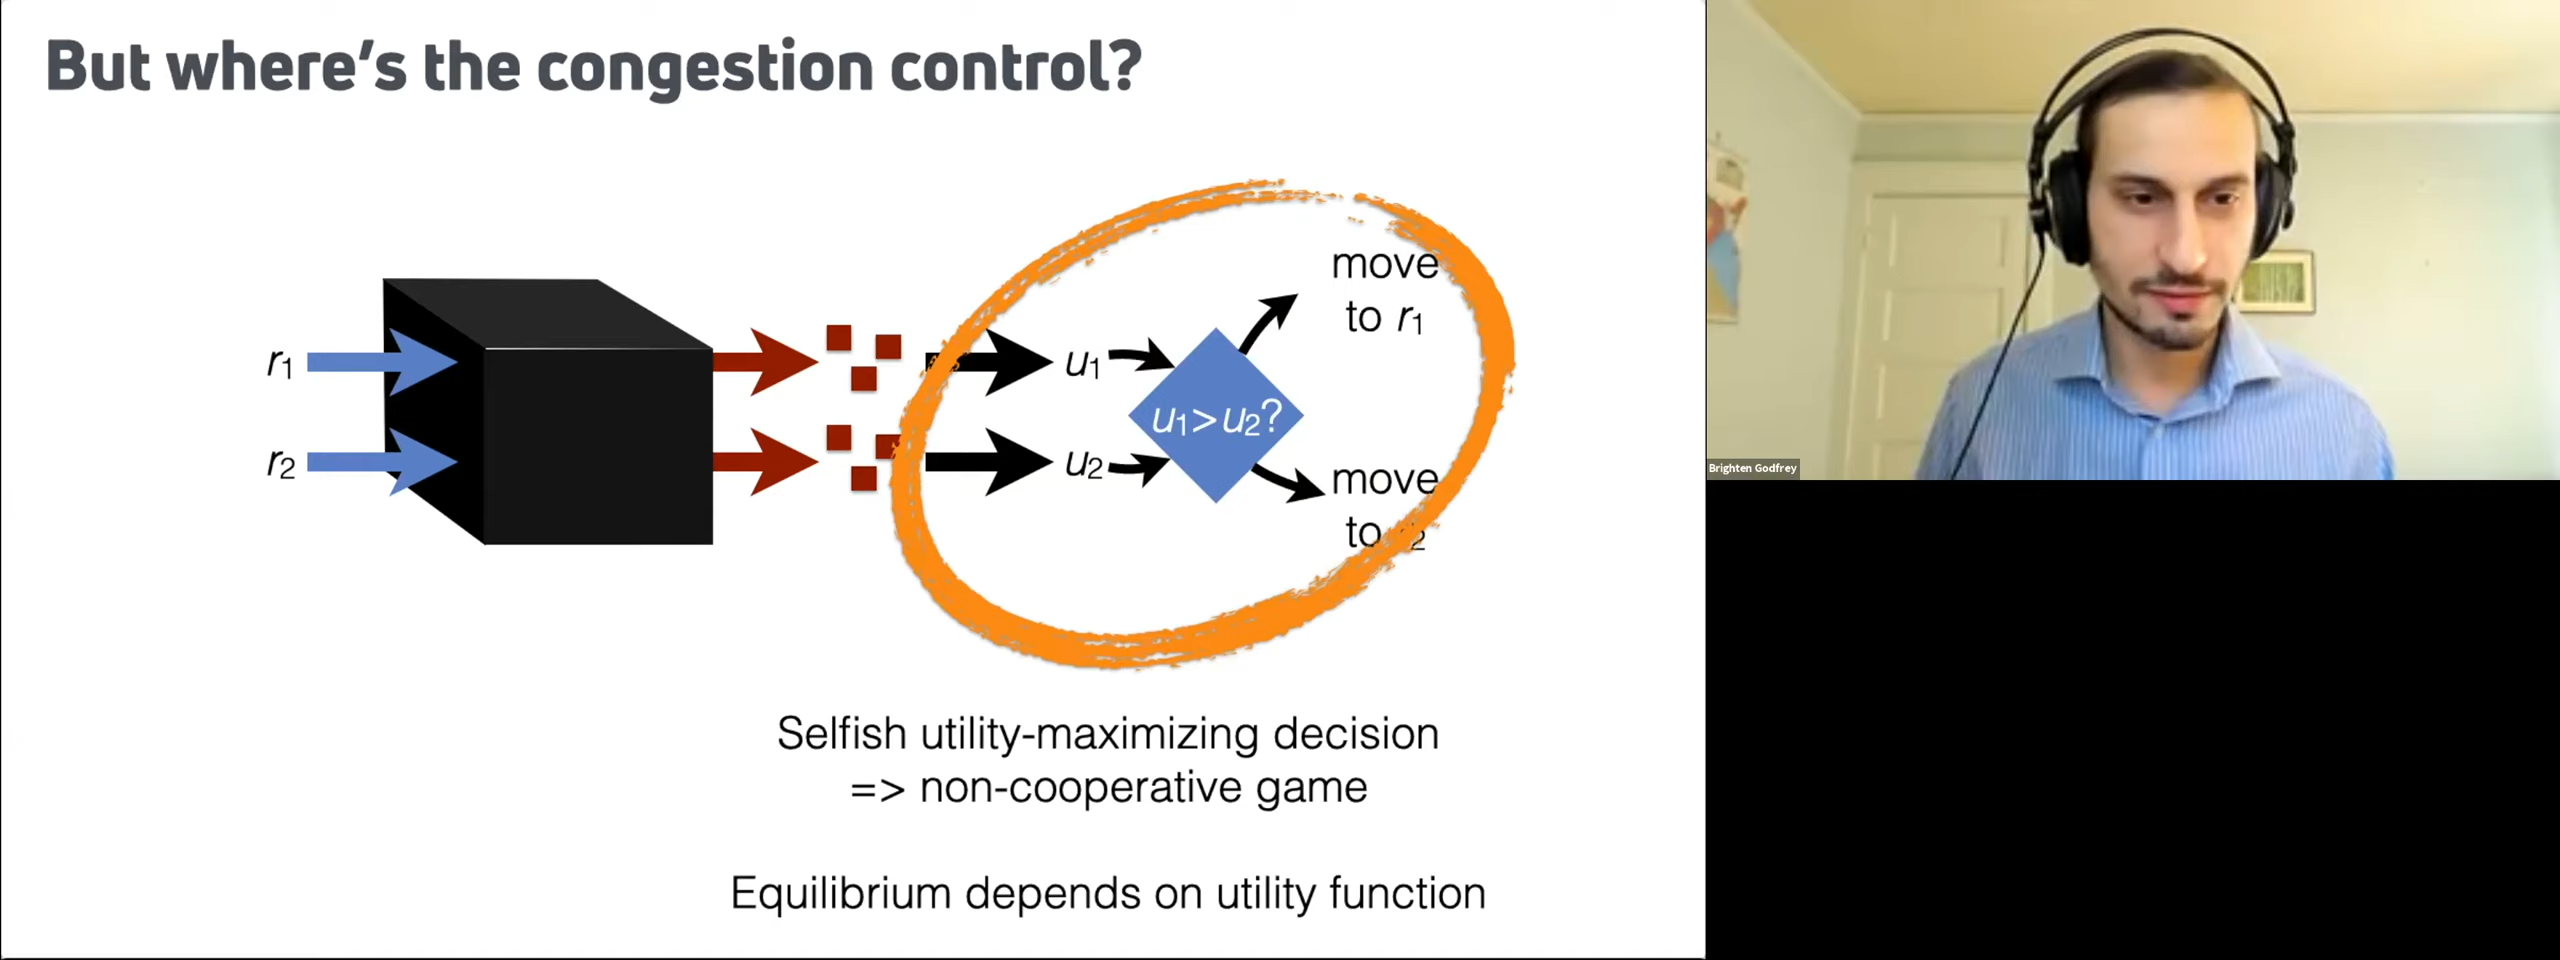 But where's the congestion control?
move
to r1
r1
u1
u1>u2?
r2
u2
move
to r2
Selfish utility-maximizing decision
=> non-cooperative game
Equilibrium depends on utility function
Brighten Godfrey